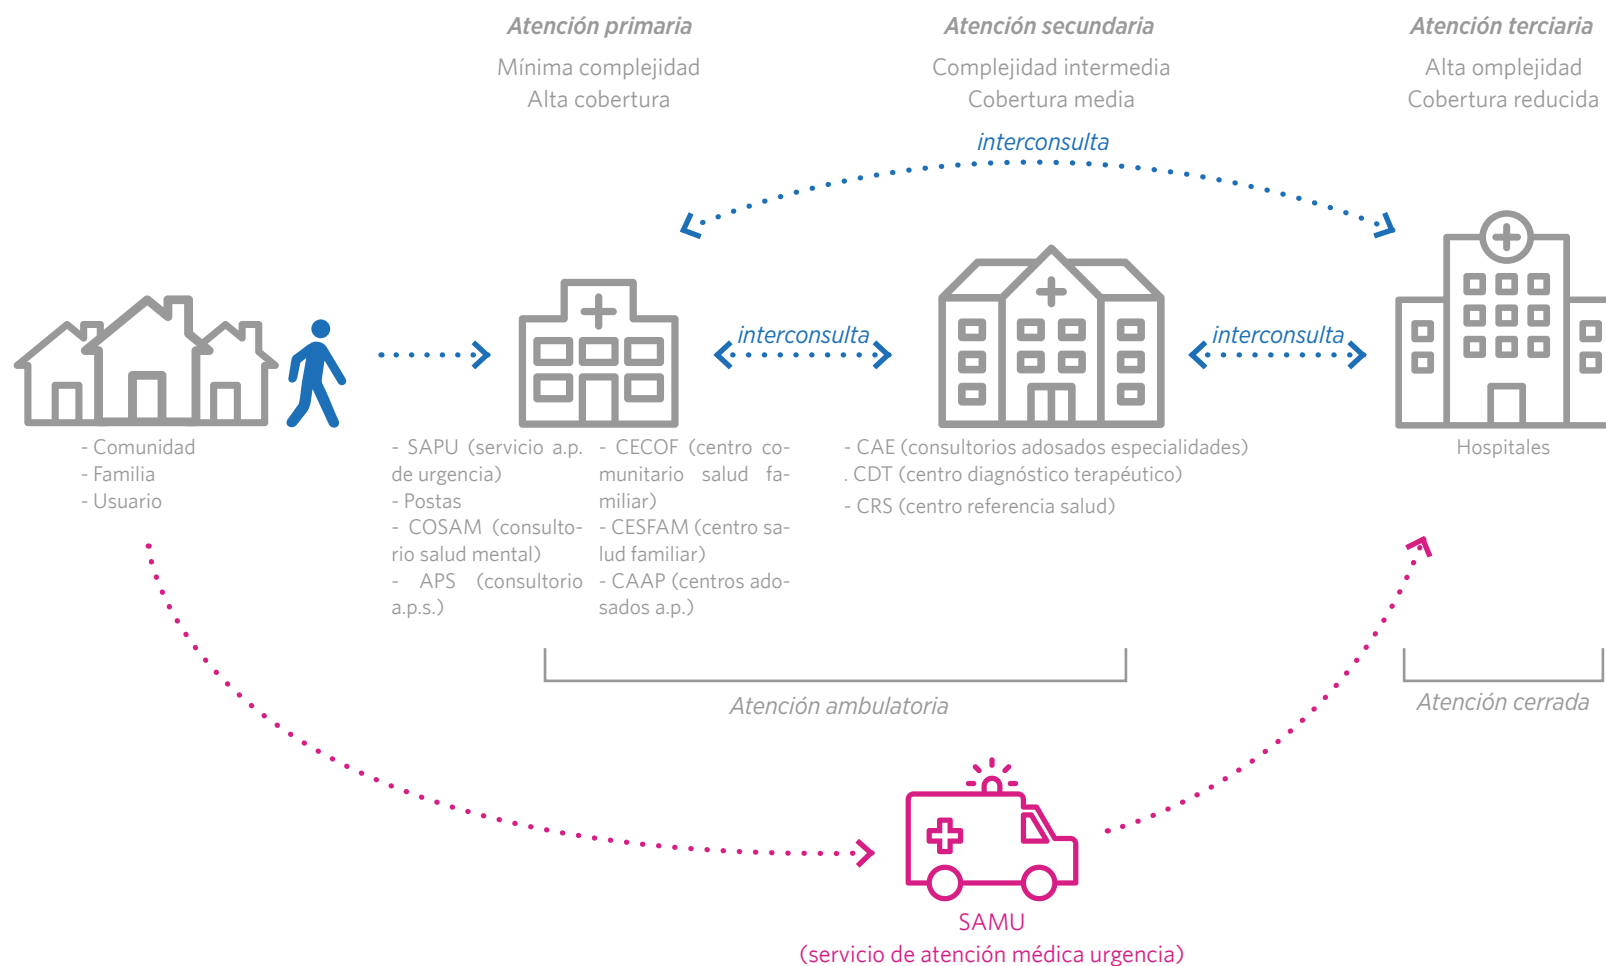 Atención primaria
Mínima complejidad
Alta cobertura
Atención secundaria
Complejidad intermedia
Cobertura media
Atención terciaria
Alta omplejidad
Cobertura reducida
interconsulta
interconsulta
interconsulta
- Comunidad
- Familia
- Usuario
- SAPU (servicio a.p.
de urgencia)
- Postas
- COSAM (consulto-
rio salud mental)
- APS (consultorio
a.p.s.)
- CECOF (centro co-
munitario salud fa-
miliar)
- CESFAM (centro sa-
lud familiar)
- CAAP (centros ado-
sados a.p.)
- CAE (consultorios adosados especialidades)
. CDT (centro diagnóstico terapéutico)
- CRS (centro referencia salud)
Hospitales
Atención ambulatoria
Atención cerrada
SAMU
(servicio de atención médica urgencia)